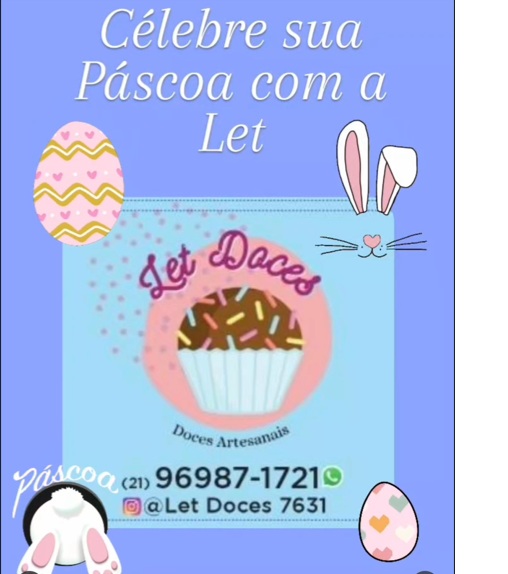 Célebre sua
Páscoa com a
Let
Let Doces
Doces Artesanais
Páscoa
(21) 96987-1721
@Let Doces 7631